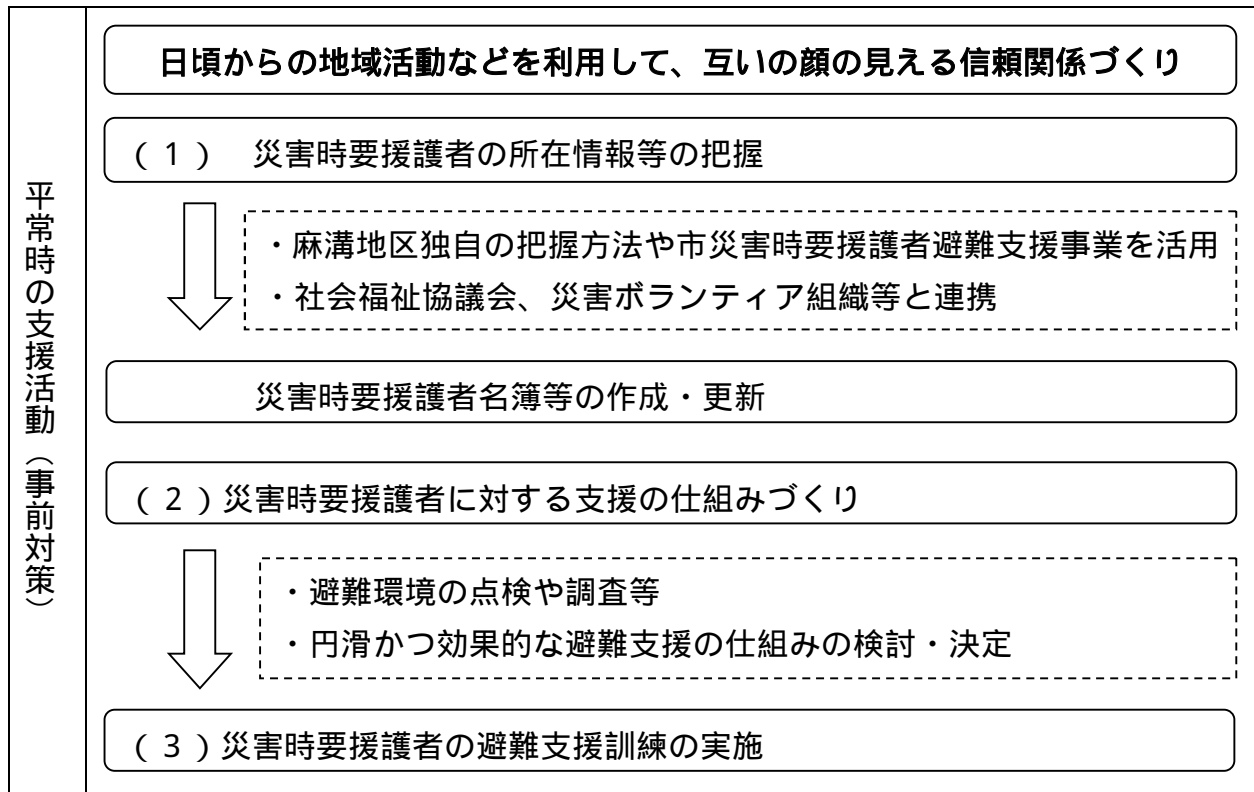 平常時の支援活動（事前対策）
日頃からの地域活動などを利用して、互いの顔の見える信頼関係づくり
（１）　災害時要援護者の所在情報等の把握
・麻溝地区独自の把握方法や市災害時要援護者避難支援事業を活用
・社会福祉協議会、災害ボランティア組織等と連携
災害時要援護者名簿等の作成・更新
（２）災害時要援護者に対する支援の仕組みづくり
・避難環境の点検や調査等
・円滑かつ効果的な避難支援の仕組みの検討・決定
（３）災害時要援護者の避難支援訓練の実施